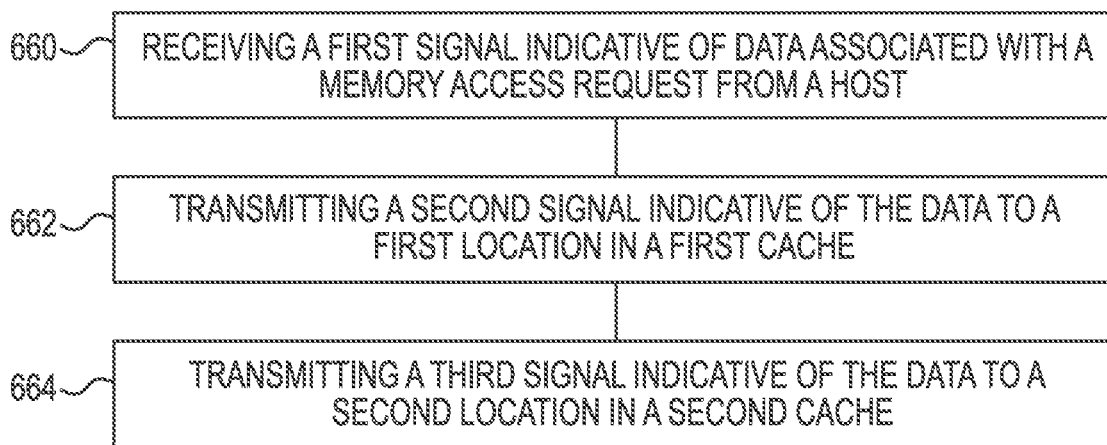 660
RECEIVING A FIRST SIGNAL INDICATIVE OF DATA ASSOCIATED WITH A
MEMORY ACCESS REQUEST FROM A HOST
662
TRANSMITTING A SECOND SIGNAL INDICATIVE OF THE DATA TO A
FIRST LOCATION IN A FIRST CACHE
664
TRANSMITTING A THIRD SIGNAL INDICATIVE OF THE DATA TO A
SECOND LOCATION IN A SECOND CACHE